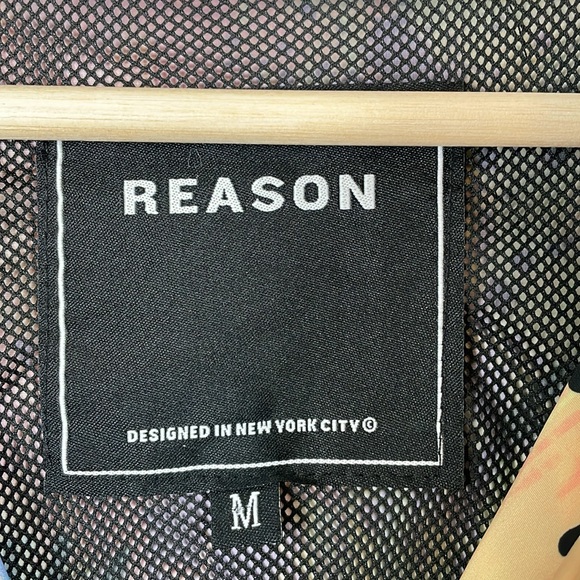 REASON
DESIGNED IN NEW YORK CITY©
M